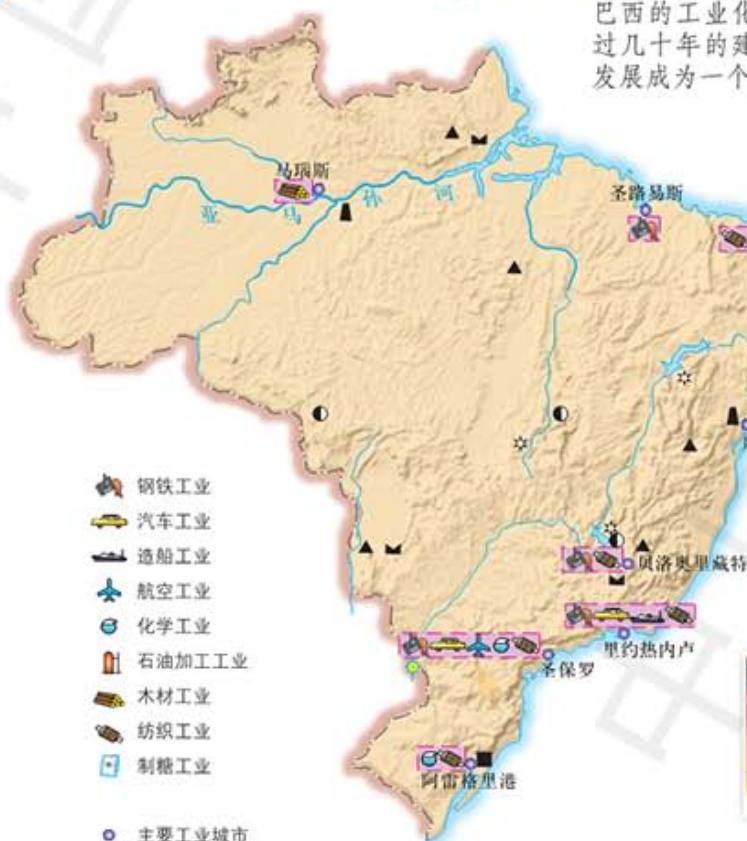 巴西的工业化
过几十年的建
发展成为一个
马瑙斯
亚马孙河
圣路易斯
贝洛奥里藏特
里约热内卢
圣保罗
阿雷格里港
钢铁工业
汽车工业
造船工业
航空工业
化学工业
石油加工工业
木材工业
纺织工业
制糖工业
主要工业城市